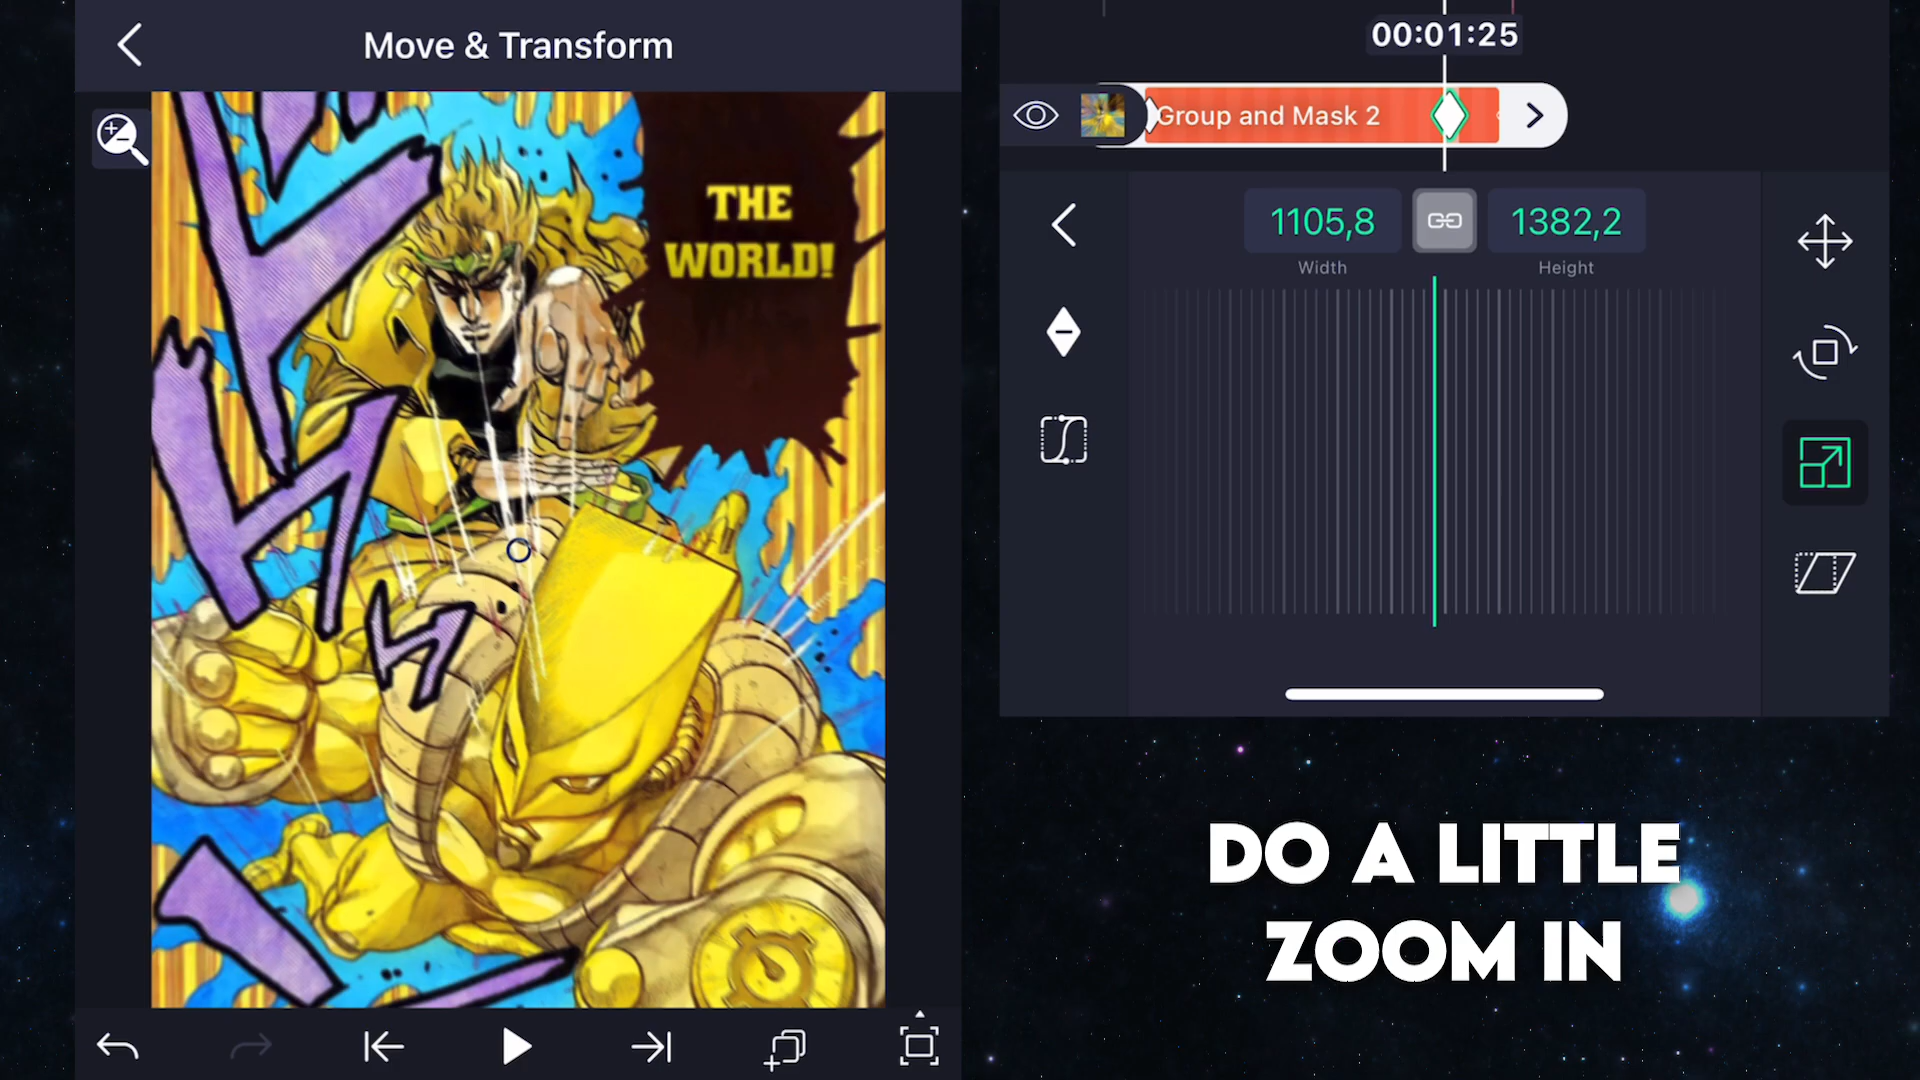 Move & Transform
THE
WORLD!
00:01:25
Group and Mask 2
1105,8
1382,2
Width
Height
DO A LITTLE
ZOOM IN